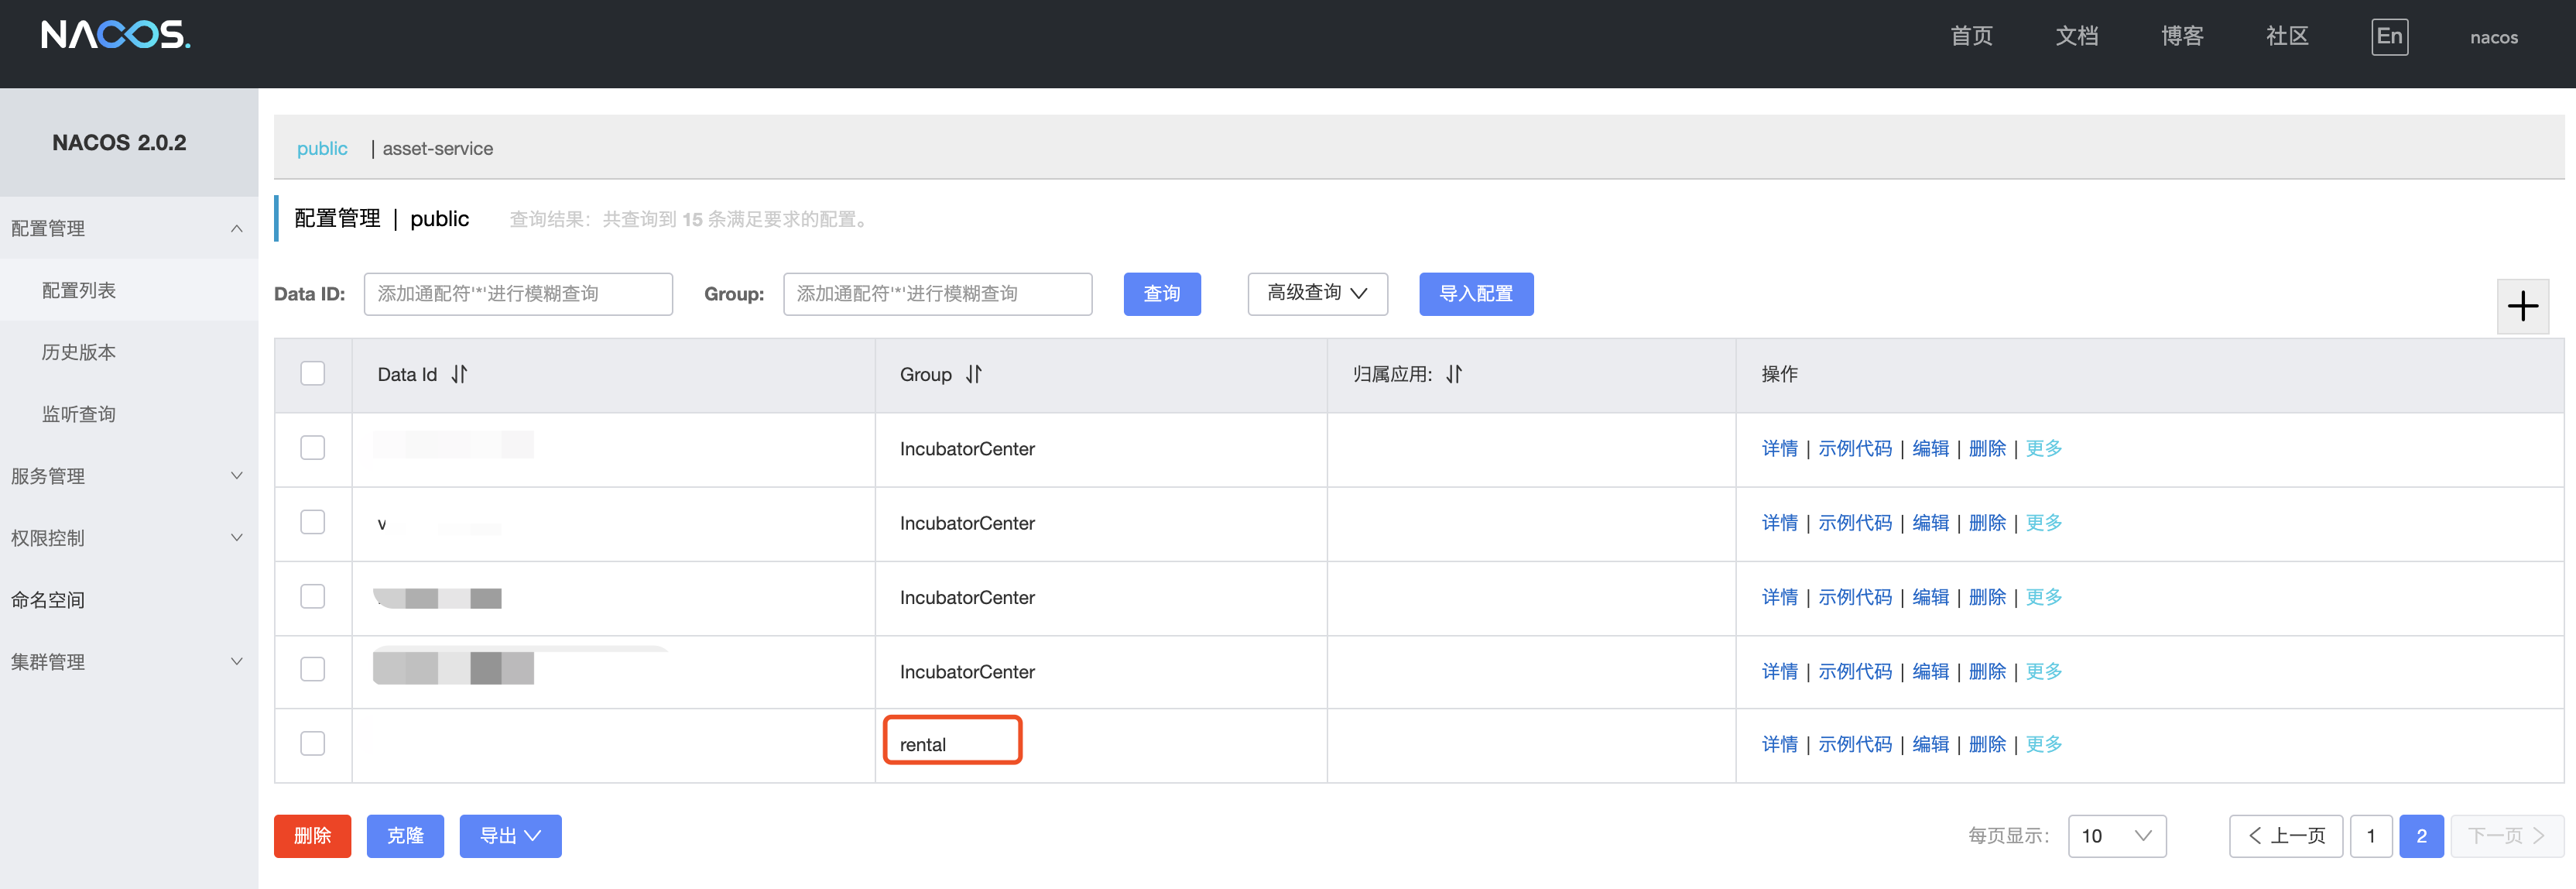 NACOS. 首页 文档 博客 社区 En nacos
NACOS 2.0.2
配置管理
配置列表
历史版本
监听查询
服务管理
权限控制
命名空间
集群管理
public | asset-service
配置管理 | public 查询结果：共查询到 15 条满足要求的配置。
Data ID: 添加通配符'*'进行模糊查询 Group: 添加通配符'*'进行模糊查询 查询 高级查询 导入配置
Data Id Group 归属应用: 操作
IncubatorCenter 详情 | 示例代码 | 编辑 | 删除 | 更多
v IncubatorCenter 详情 | 示例代码 | 编辑 | 删除 | 更多
IncubatorCenter 详情 | 示例代码 | 编辑 | 删除 | 更多
IncubatorCenter 详情 | 示例代码 | 编辑 | 删除 | 更多
rental 详情 | 示例代码 | 编辑 | 删除 | 更多
删除 克隆 导出 每页显示: 10 上一页 1 2 下一页